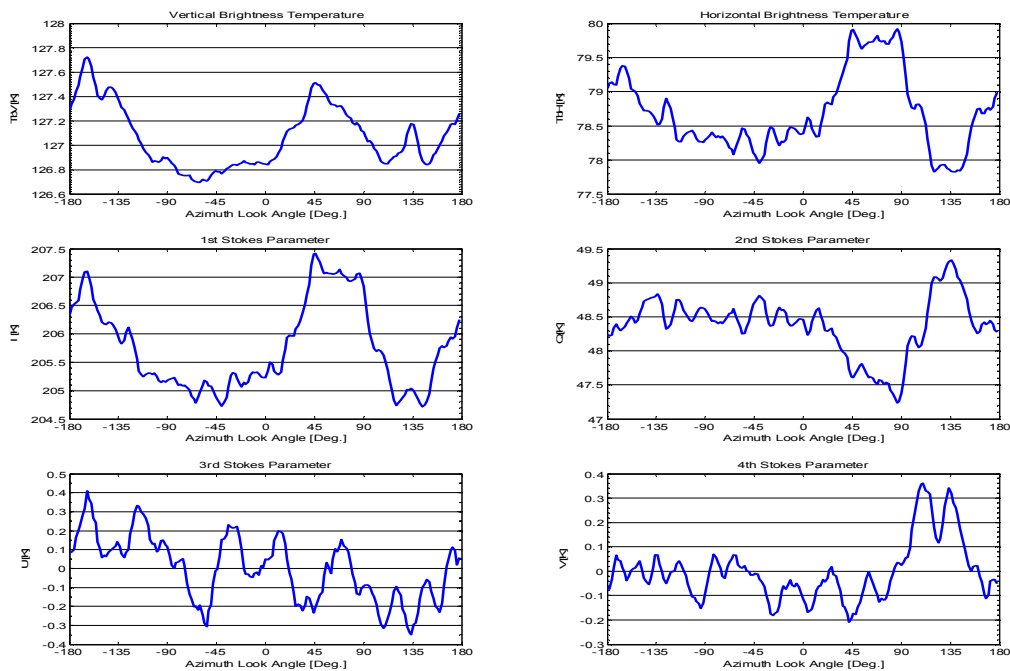 Vertical Brightness Temperature
128
127.8
127.6
127.4
127.2
127
126.8
126.6
TbV[K]
-180 -135 -90 -45 0 45 90 135 180
Azimuth Look Angle [Deg.]
Horizontal Brightness Temperature
80
79.5
79
78.5
78
77.5
TbH[K]
-180 -135 -90 -45 0 45 90 135 180
Azimuth Look Angle [Deg.]
1st Stokes Parameter
207.5
207
206.5
206
205.5
205
204.5
I [K]
-180 -135 -90 -45 0 45 90 135 180
Azimuth Look Angle [Deg.]
2nd Stokes Parameter
49.5
49
48.5
48
47.5
47
Q[K]
-180 -135 -90 -45 0 45 90 135 180
Azimuth Look Angle [Deg.]
3rd Stokes Parameter
0.5
0.4
0.3
0.2
0.1
0
-0.1
-0.2
-0.3
-0.4
U[K]
-180 -135 -90 -45 0 45 90 135 180
Azimuth Look Angle [Deg.]
4th Stokes Parameter
0.4
0.3
0.2
0.1
0
-0.1
-0.2
-0.3
V[K]
-180 -135 -90 -45 0 45 90 135 180
Azimuth Look Angle [Deg.]